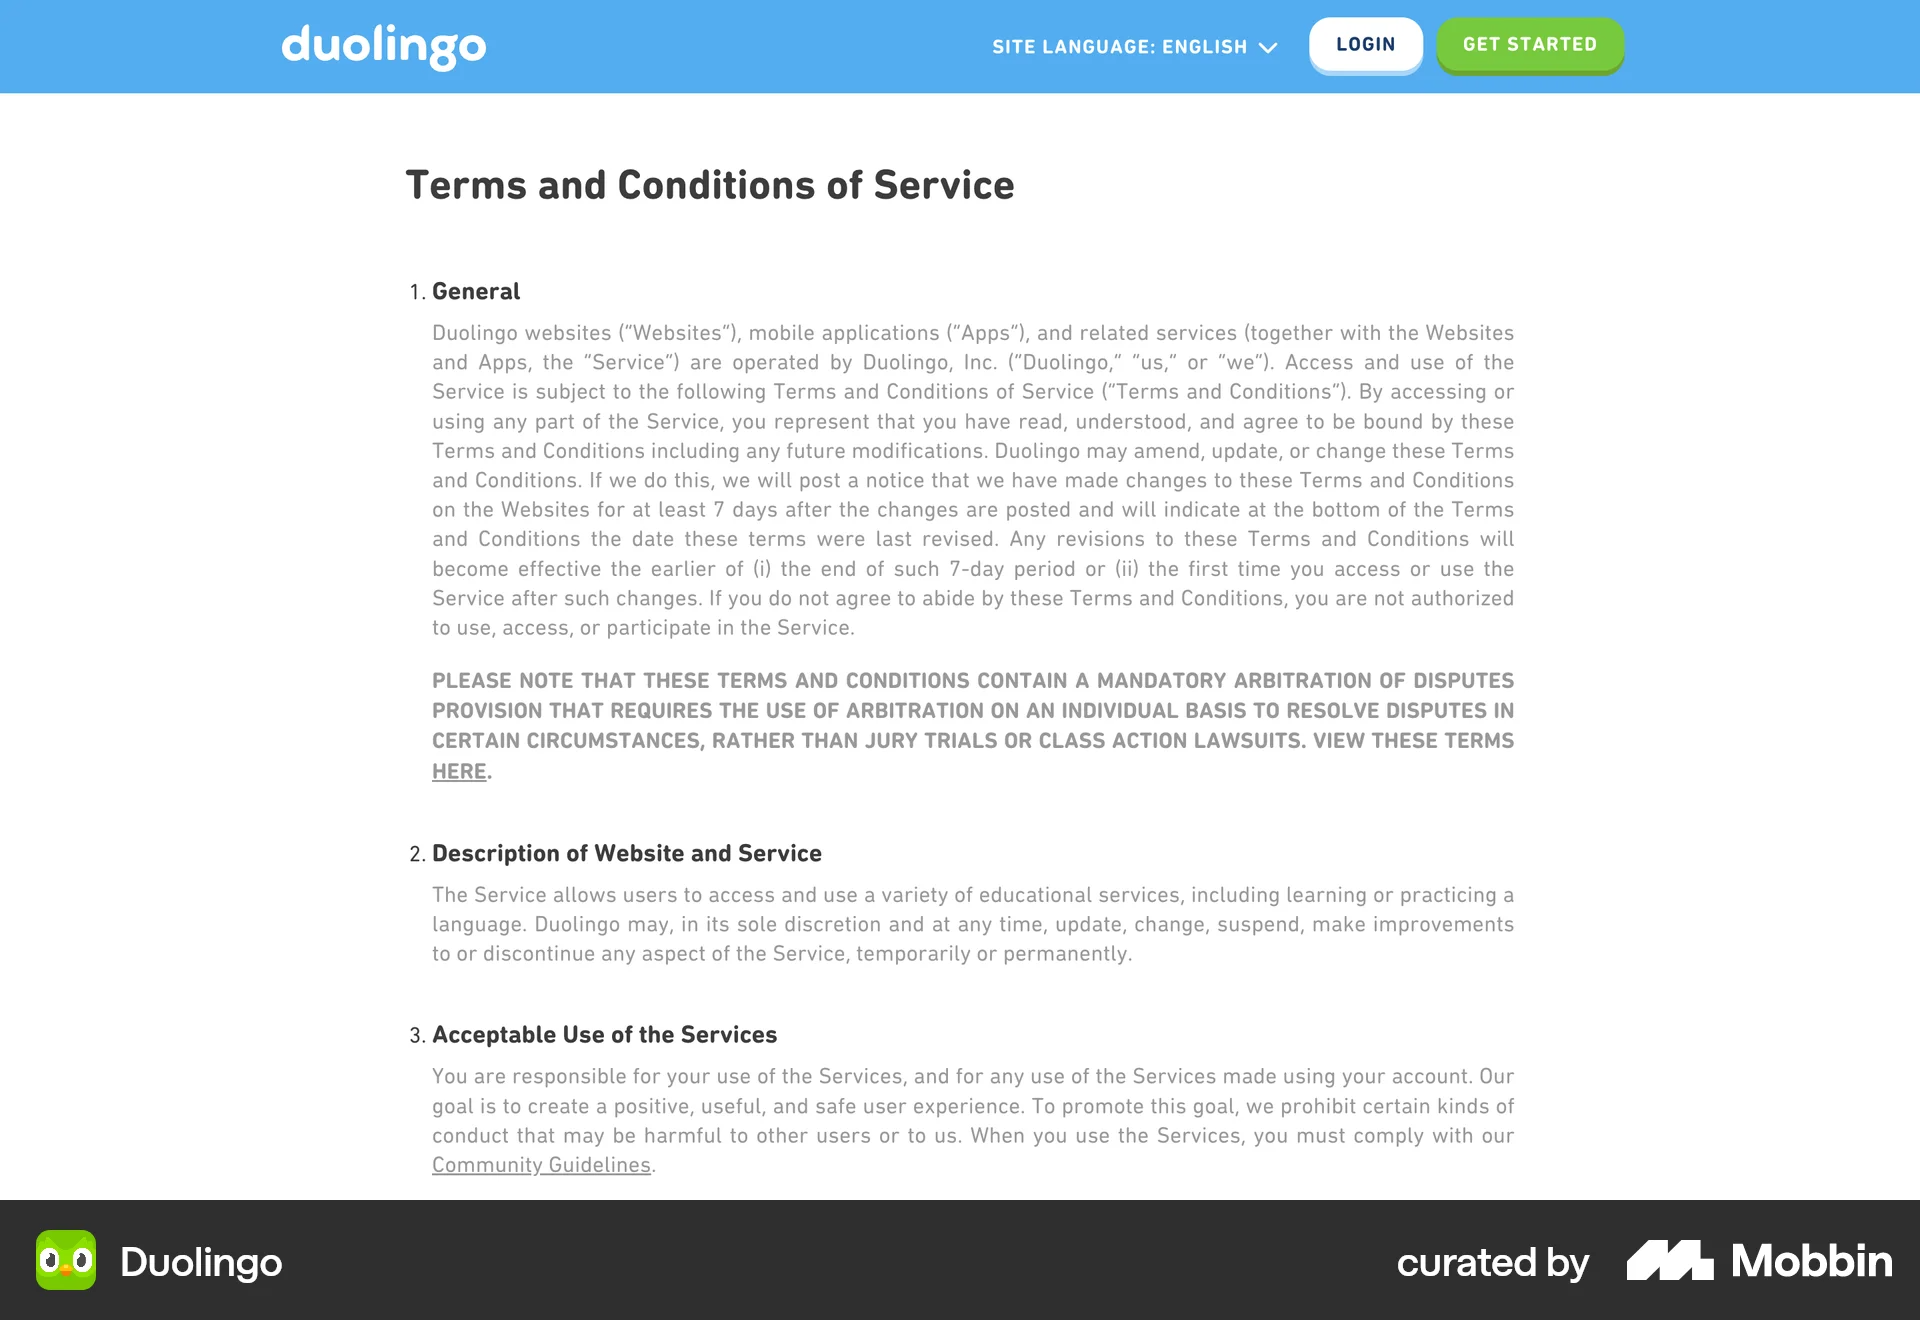 duolingo
SITE LANGUAGE: ENGLISH
LOGIN
GET STARTED
Terms and Conditions of Service
1. General
Duolingo websites (“Websites“), mobile applications (“Apps“), and related services (together with the Websites
and Apps, the “Service“) are operated by Duolingo, Inc. (“Duolingo,“ “us,“ or “we“). Access and use of the
Service is subject to the following Terms and Conditions of Service (“Terms and Conditions“). By accessing or
using any part of the Service, you represent that you have read, understood, and agree to be bound by these
Terms and Conditions including any future modifications. Duolingo may amend, update, or change these Terms
and Conditions. If we do this, we will post a notice that we have made changes to these Terms and Conditions
on the Websites for at least 7 days after the changes are posted and will indicate at the bottom of the Terms
and Conditions the date these terms were last revised. Any revisions to these Terms and Conditions will
become effective the earlier of (i) the end of such 7-day period or (ii) the first time you access or use the
Service after such changes. If you do not agree to abide by these Terms and Conditions, you are not authorized
to use, access, or participate in the Service.
PLEASE NOTE THAT THESE TERMS AND CONDITIONS CONTAIN A MANDATORY ARBITRATION OF DISPUTES
PROVISION THAT REQUIRES THE USE OF ARBITRATION ON AN INDIVIDUAL BASIS TO RESOLVE DISPUTES IN
CERTAIN CIRCUMSTANCES, RATHER THAN JURY TRIALS OR CLASS ACTION LAWSUITS. VIEW THESE TERMS
HERE.
2. Description of Website and Service
The Service allows users to access and use a variety of educational services, including learning or practicing a
language. Duolingo may, in its sole discretion and at any time, update, change, suspend, make improvements
to or discontinue any aspect of the Service, temporarily or permanently.
3. Acceptable Use of the Services
You are responsible for your use of the Services, and for any use of the Services made using your account. Our
goal is to create a positive, useful, and safe user experience. To promote this goal, we prohibit certain kinds of
conduct that may be harmful to other users or to us. When you use the Services, you must comply with our
Community Guidelines.
Duolingo
curated by
Mobbin